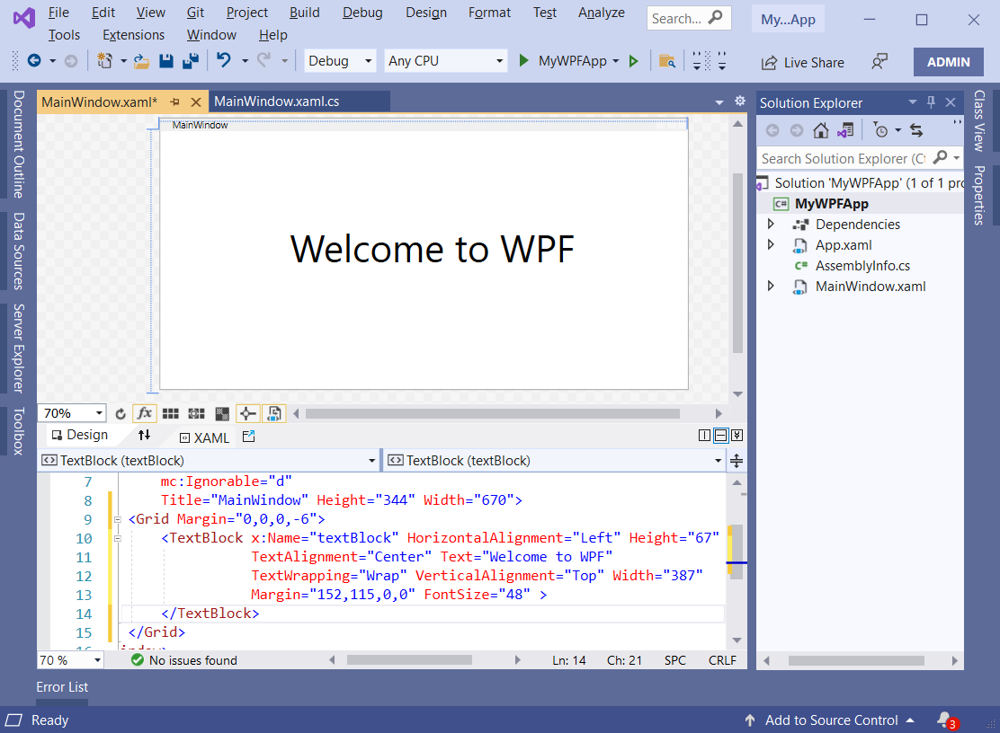 File Edit View Git Project Build Debug Design Format Test Analyze Search... My...App
Tools Extensions Window Help
Debug Any CPU MyWPFApp Live Share ADMIN
Document Outline
Data Sources
Server Explorer
Toolbox
MainWindow.xaml* MainWindow.xaml.cs
MainWindow
Welcome to WPF
70% fx
Design XAML
TextBlock (textBlock) TextBlock (textBlock)
7 mc:Ignorable="d"
8 Title="MainWindow" Height="344" Width="670">
9 <Grid Margin="0,0,0,-6">
10 <TextBlock x:Name="textBlock" HorizontalAlignment="Left" Height="67"
11 TextAlignment="Center" Text="Welcome to WPF"
12 TextWrapping="Wrap" VerticalAlignment="Top" Width="387"
13 Margin="152,115,0,0" FontSize="48" >
14 </TextBlock>
15 </Grid>
70 % No issues found Ln: 14 Ch: 21 SPC CRLF
Solution Explorer
Search Solution Explorer (Ct
Solution 'MyWPFApp' (1 of 1 pro
C# MyWPFApp
Dependencies
App.xaml
C# AssemblyInfo.cs
MainWindow.xaml
Class View
Properties
Error List
Ready Add to Source Control 3